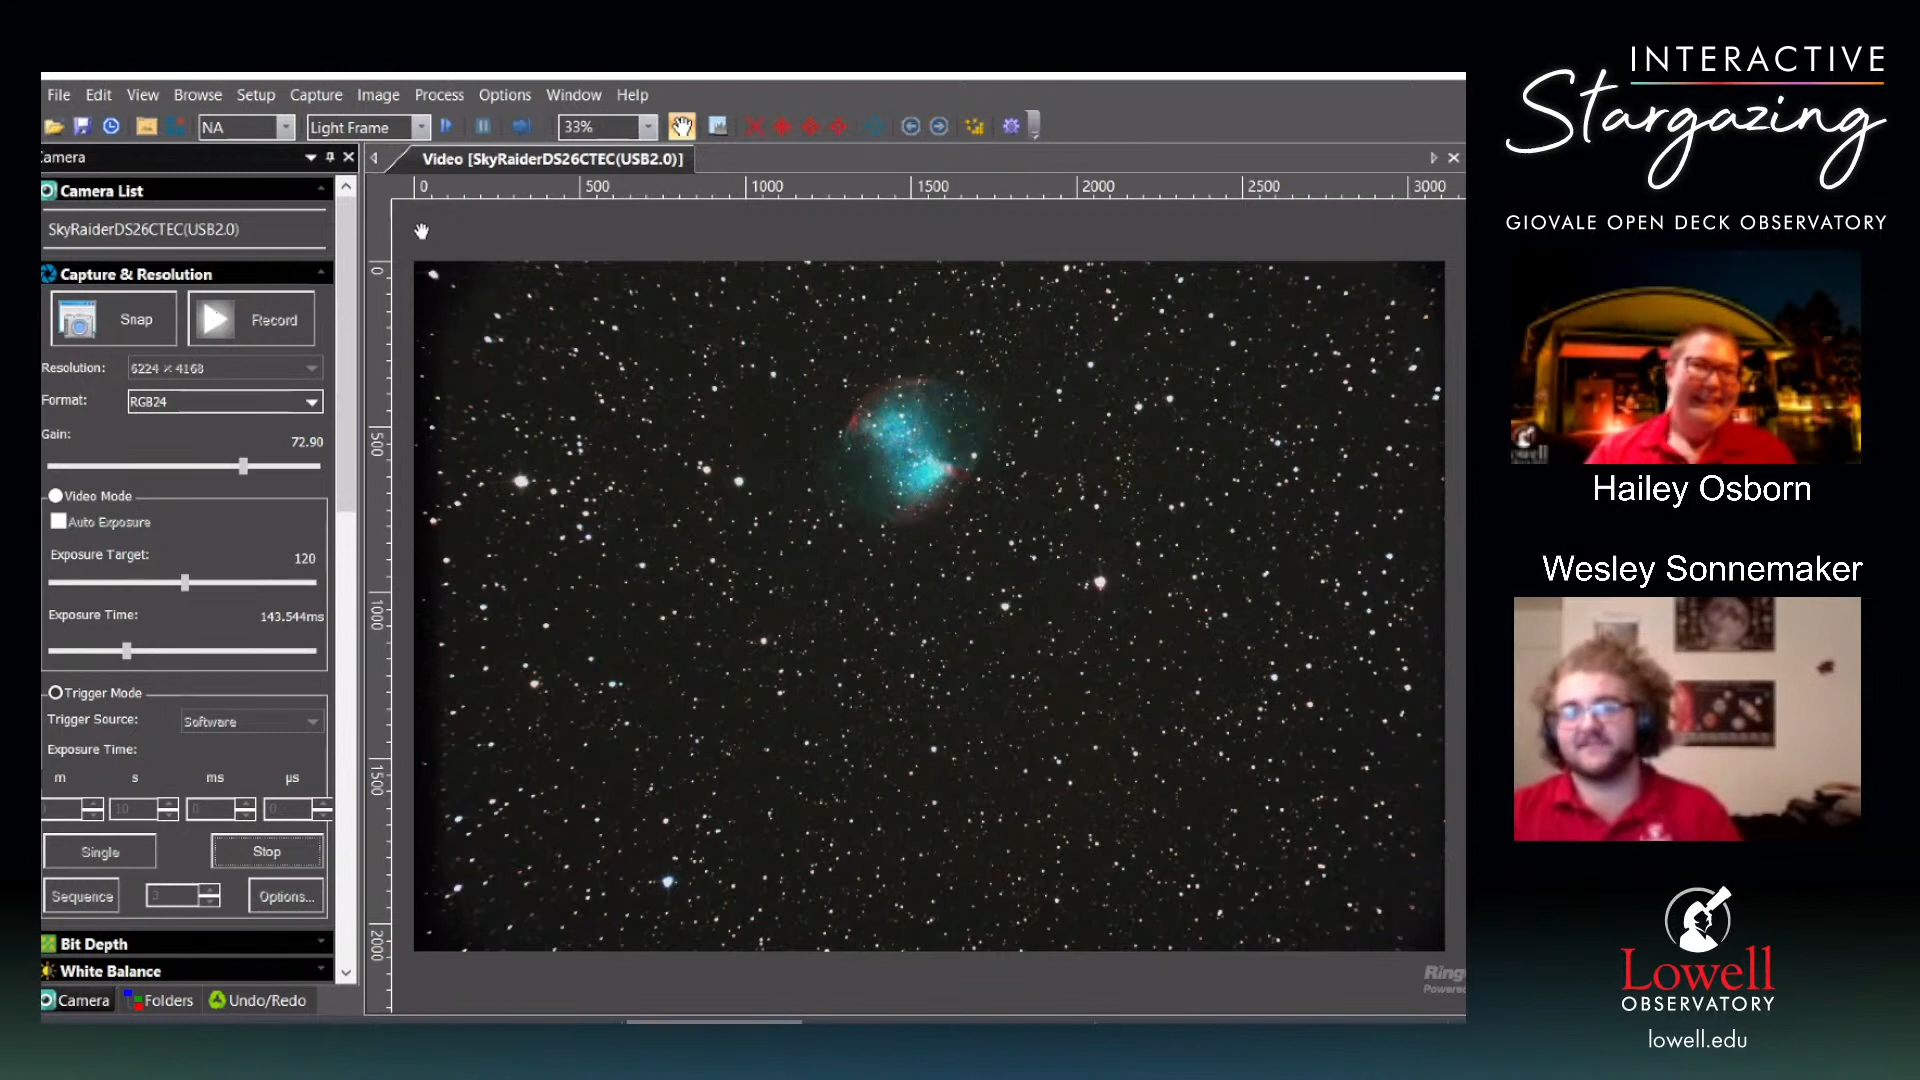 File Edit View Browse Setup Capture Image Process Options Window Help
NA Light Frame 33%
Camera List
SkyRaiderDS26CTEC(USB2.0)
Capture & Resolution
Snap Record
Resolution: 6224 × 4168
Format: RGB24
Gain: 72.90
Video Mode
Auto Exposure
Exposure Target: 120
Exposure Time: 143.544ms
Trigger Mode
Trigger Source: Software
Exposure Time:
m s ms µs
10 0 0
Single Stop
Sequence 3 Options...
Bit Depth
White Balance
Camera Folders Undo/Redo
Video [SkyRaiderDS26CTEC(USB2.0)]
0 500 1000 1500 2000 2500 3000
0
500
1000
1500
2000
INTERACTIVE
Stargazing
GIOVALE OPEN DECK OBSERVATORY
Hailey Osborn
Wesley Sonnemaker
Lowell
OBSERVATORY
lowell.edu